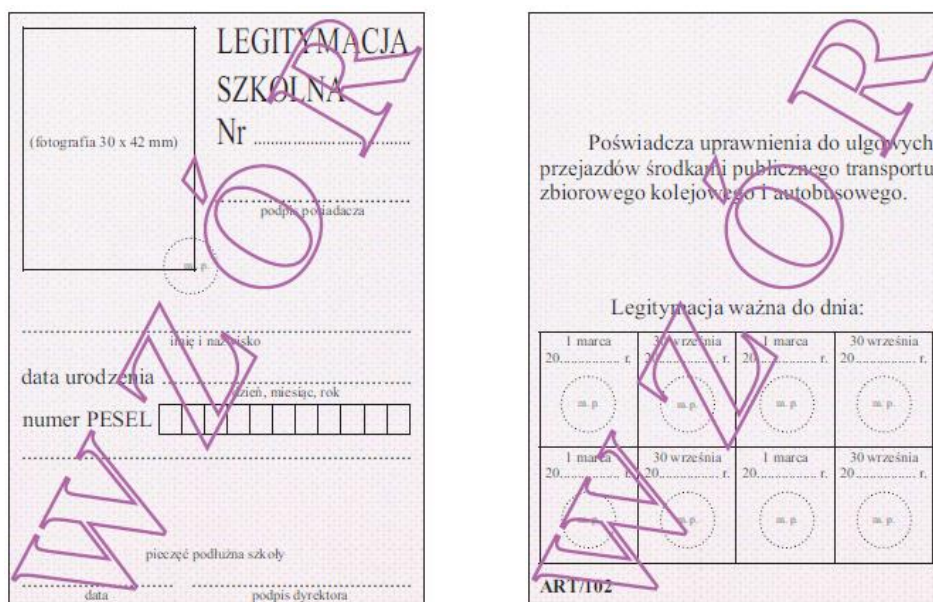 LEGITYMACJA
SZKOLNA
Nr
(fotografia 30 x 42 mm)
podpis posiadacza
m. p.
imię i nazwisko
data urodzenia
dzień, miesiąc, rok
numer PESEL
pieczęć podłużna szkoły
data podpis dyrektora
WZÓR
Poświadcza uprawnienia do ulgowych
przejazdów środkami publicznego transportu
zbiorowego kolejowego i autobusowego.
Legitymacja ważna do dnia:
1 marca 30 września 1 marca 30 września
20 r. 20 r. 20 r. 20 r.
m. p. m. p. m. p. m. p.
1 marca 30 września 1 marca 30 września
20 r. 20 r. 20 r. 20 r.
m. p. m. p. m. p. m. p.
ART/102
WZÓR